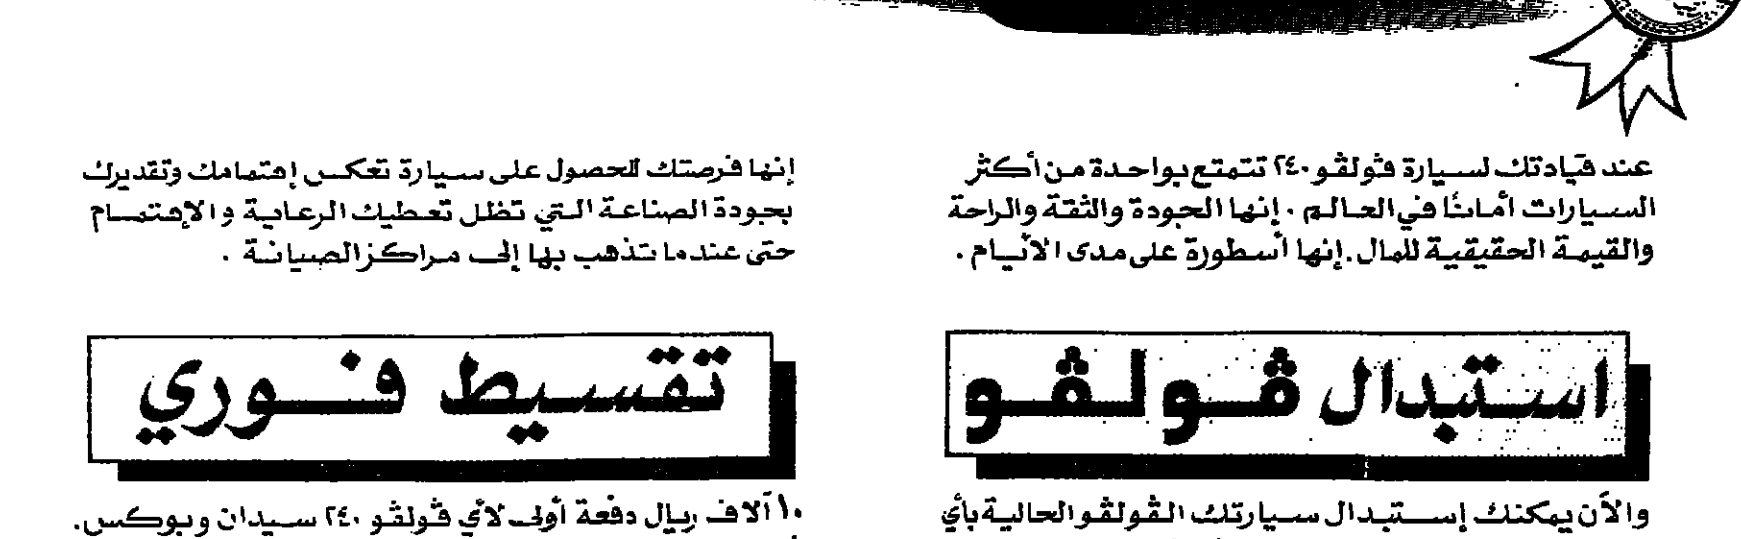 عند قيادتك لسيارة ڤولڤو ٢٤٠ تتمتع بواحدة من أكثر
السيارات أمانًا في العالم . إنها الجودة والثقة والراحة
والقيمة الحقيقية للمال . إنها أسطورة على مدى الأيام .
استبدال ڤولڤو
والآن يمكنك إستبدال سيارتك الڤولڤو الحالية بأي
إنها فرصتك للحصول على سيارة تعكس إهتمامك وتقديرك
بجودة الصناعة التي تظل تعطيك الرعاية والإهتمام
حتى عندما تذهب بها إلى مراكز الصيانة .
تقسيط فوري
١٠ آلاف ريال دفعة أولى لأي ڤولڤو ٢٤٠ سيدان وبوكس .